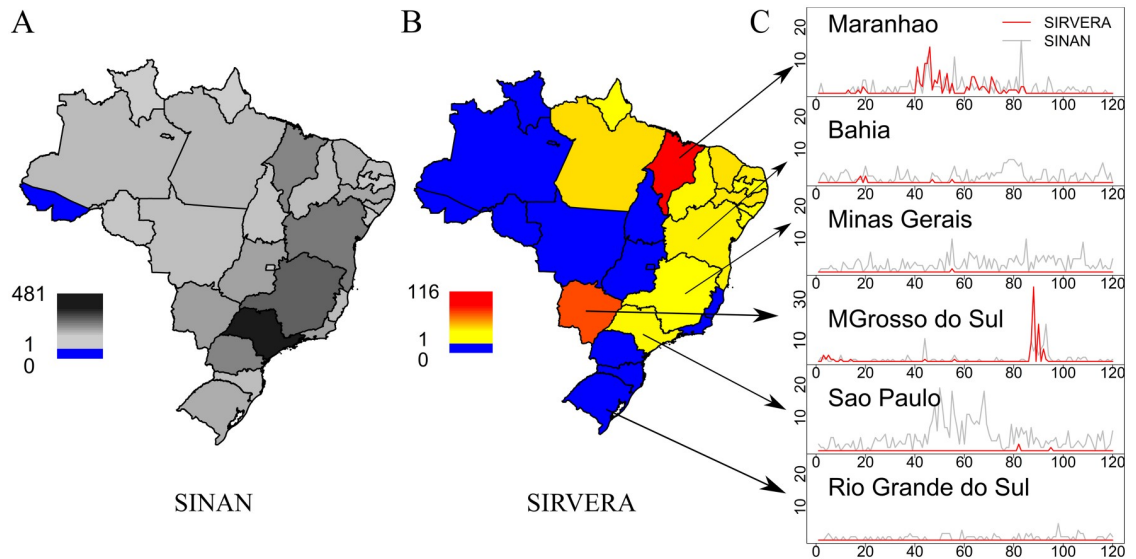 A
B
C
481
1
0
SINAN
116
1
0
SIRVERA
Maranhao
SIRVERA
SINAN
10 20
0 20 40 60 80 100 120
Bahia
10 20
0 20 40 60 80 100 120
Minas Gerais
10 20
0 20 40 60 80 100 120
MGrosso do Sul
10 30
0 20 40 60 80 100 120
Sao Paulo
10 20
0 20 40 60 80 100 120
Rio Grande do Sul
10 20
0 20 40 60 80 100 120